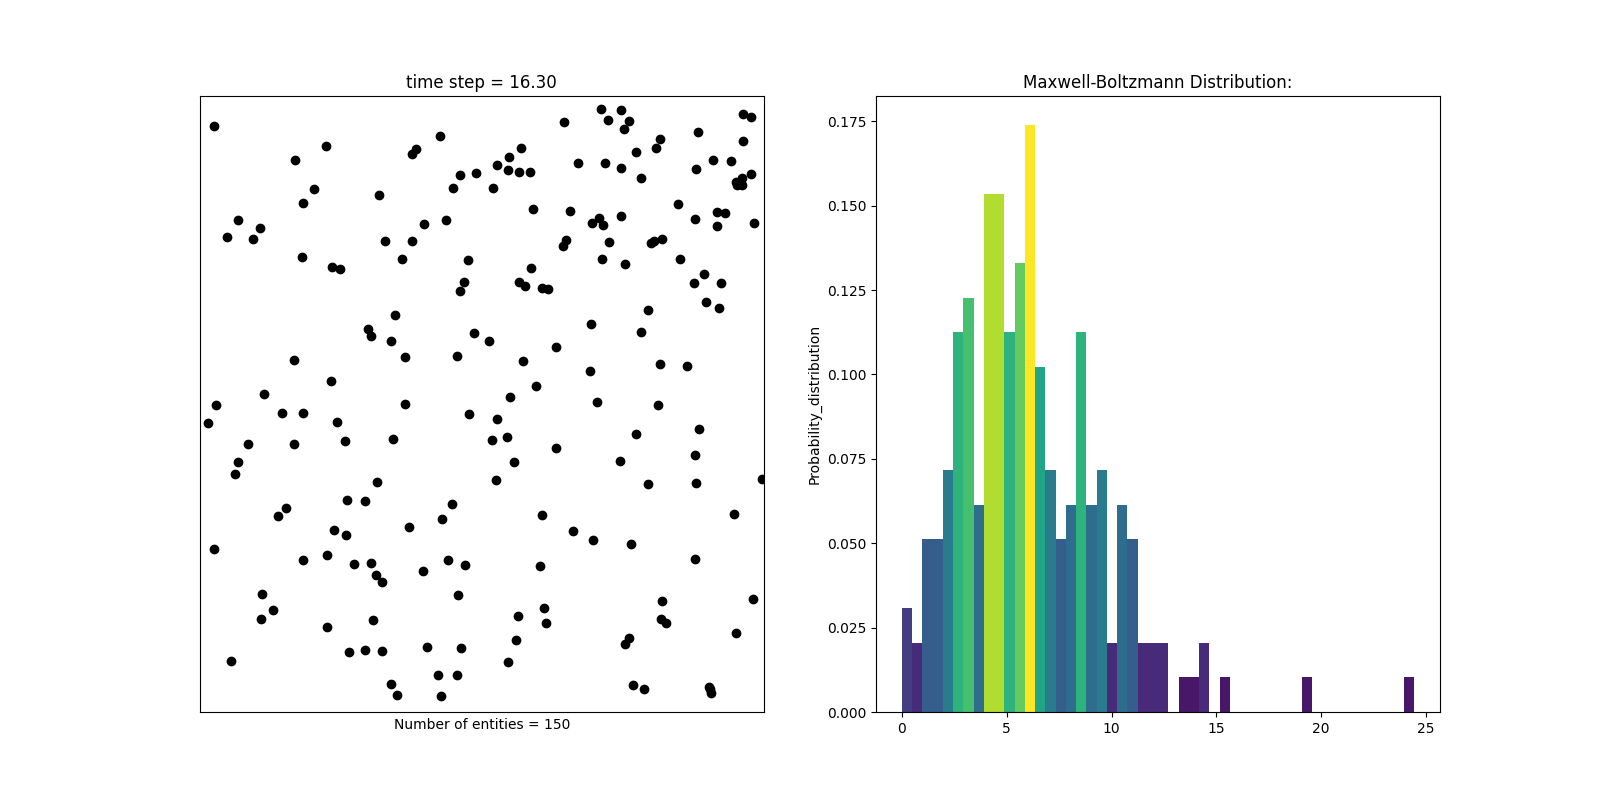 time step = 16.30
Number of entities = 150
Maxwell-Boltzmann Distribution:
Probability_distribution
0.175
0.150
0.125
0.100
0.075
0.050
0.025
0.000
0 5 10 15 20 25